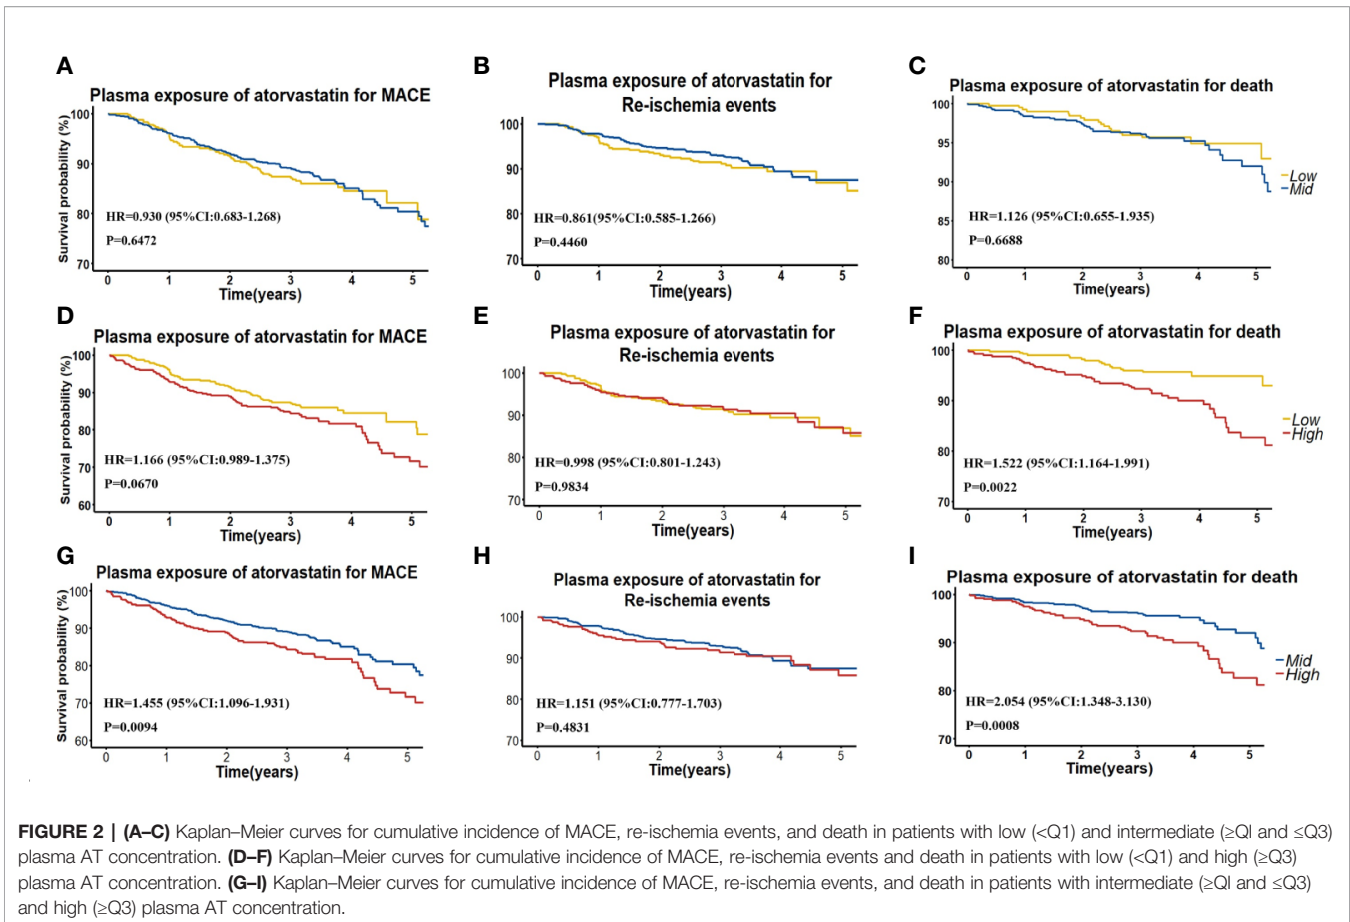 A
Plasma exposure of atorvastatin for MACE
Survival probability (%)
100
90
80
70
HR=0.930 (95%CI:0.683-1.268)
P=0.6472
0 1 2 3 4 5
Time(years)
B
Plasma exposure of atorvastatin for
Re-ischemia events
100
90
80
70
HR=0.861(95%CI:0.585-1.266)
P=0.4460
0 1 2 3 4 5
Time(years)
C
Plasma exposure of atorvastatin for death
100
95
90
85
80
HR=1.126 (95%CI:0.655-1.935)
P=0.6688
0 1 2 3 4 5
Time(years)
Low
Mid
D
Plasma exposure of atorvastatin for MACE
Survival probability (%)
100
90
80
70
60
HR=1.166 (95%CI:0.989-1.375)
P=0.0670
0 1 2 3 4 5
Time(years)
E
Plasma exposure of atorvastatin for
Re-ischemia events
100
90
80
70
HR=0.998 (95%CI:0.801-1.243)
P=0.9834
0 1 2 3 4 5
Time(years)
F
Plasma exposure of atorvastatin for death
100
90
80
70
HR=1.522 (95%CI:1.164-1.991)
P=0.0022
0 1 2 3 4 5
Time(years)
Low
High
G
Plasma exposure of atorvastatin for MACE
Survival probability (%)
100
90
80
70
60
HR=1.455 (95%CI:1.096-1.931)
P=0.0094
0 1 2 3 4 5
Time(years)
H
Plasma exposure of atorvastatin for
Re-ischemia events
100
90
80
70
HR=1.151 (95%CI:0.777-1.703)
P=0.4831
0 1 2 3 4 5
Time(years)
I
Plasma exposure of atorvastatin for death
100
90
80
70
HR=2.054 (95%CI:1.348-3.130)
P=0.0008
0 1 2 3 4 5
Time(years)
Mid
High
FIGURE 2 | (A–C) Kaplan–Meier curves for cumulative incidence of MACE, re-ischemia events, and death in patients with low (<Q1) and intermediate (≥QI and ≤Q3)
plasma AT concentration. (D–F) Kaplan–Meier curves for cumulative incidence of MACE, re-ischemia events and death in patients with low (<Q1) and high (≥Q3)
plasma AT concentration. (G–I) Kaplan–Meier curves for cumulative incidence of MACE, re-ischemia events, and death in patients with intermediate (≥QI and ≤Q3)
and high (≥Q3) plasma AT concentration.